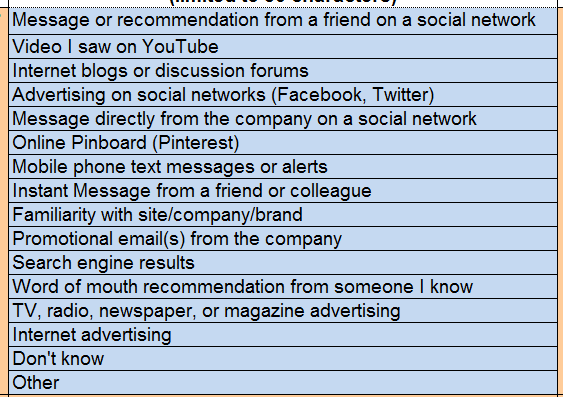 (limited to characters)
Message or recommendation from a friend on a social network
Video I saw on YouTube
Internet blogs or discussion forums
Advertising on social networks (Facebook, Twitter)
Message directly from the company on a social network
Online Pinboard (Pinterest)
Mobile phone text messages or alerts
Instant Message from a friend or colleague
Familiarity with site/company/brand
Promotional email(s) from the company
Search engine results
Word of mouth recommendation from someone I know
TV, radio, newspaper, or magazine advertising
Internet advertising
Don't know
Other